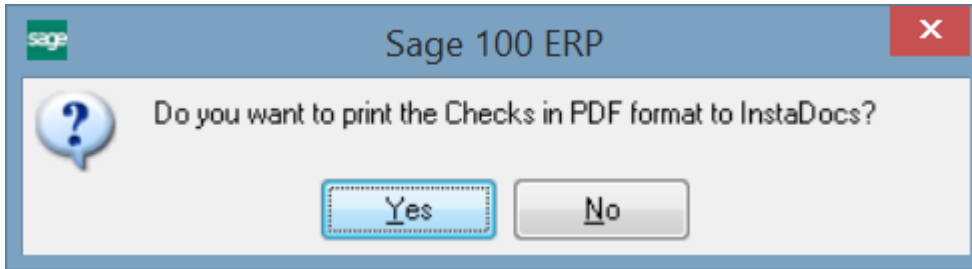 sage
Sage 100 ERP
Do you want to print the Checks in PDF format to InstaDocs?
Yes
No